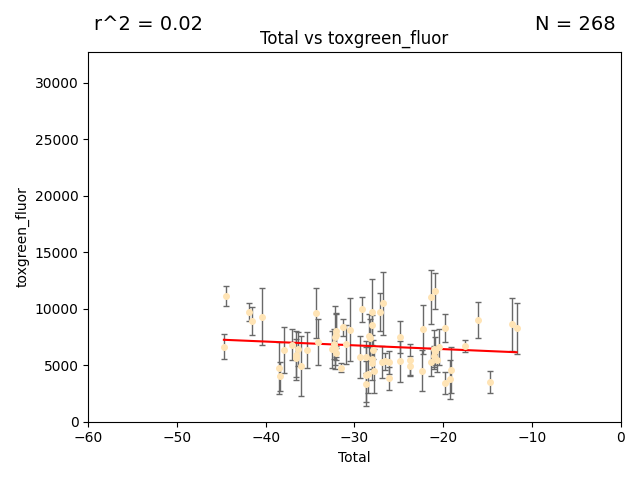 r^2 = 0.02
N = 268
Total vs toxgreen_fluor
toxgreen_fluor
30000
25000
20000
15000
10000
5000
0
−60
−50
−40
−30
−20
−10
0
Total